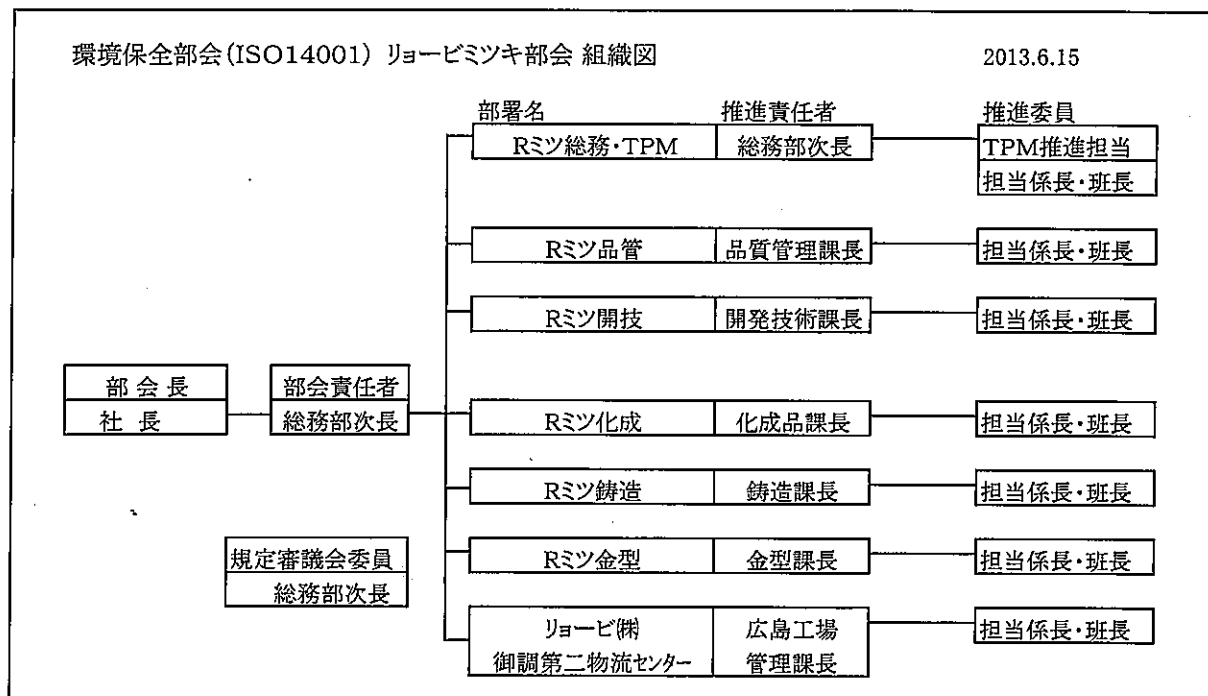 環境保全部会(ISO14001) リョービミツキ部会 組織図 2013.6.15
部署名 推進責任者 推進委員
Rミツ総務・TPM 総務部次長 TPM推進担当
担当係長・班長
Rミツ品管 品質管理課長 担当係長・班長
Rミツ開技 開発技術課長 担当係長・班長
部会長 部会責任者
社長 総務部次長 Rミツ化成 化成品課長 担当係長・班長
Rミツ鋳造 鋳造課長 担当係長・班長
規定審議会委員 Rミツ金型 金型課長 担当係長・班長
総務部次長
リョービ㈱ 広島工場 担当係長・班長
御調第二物流センター 管理課長